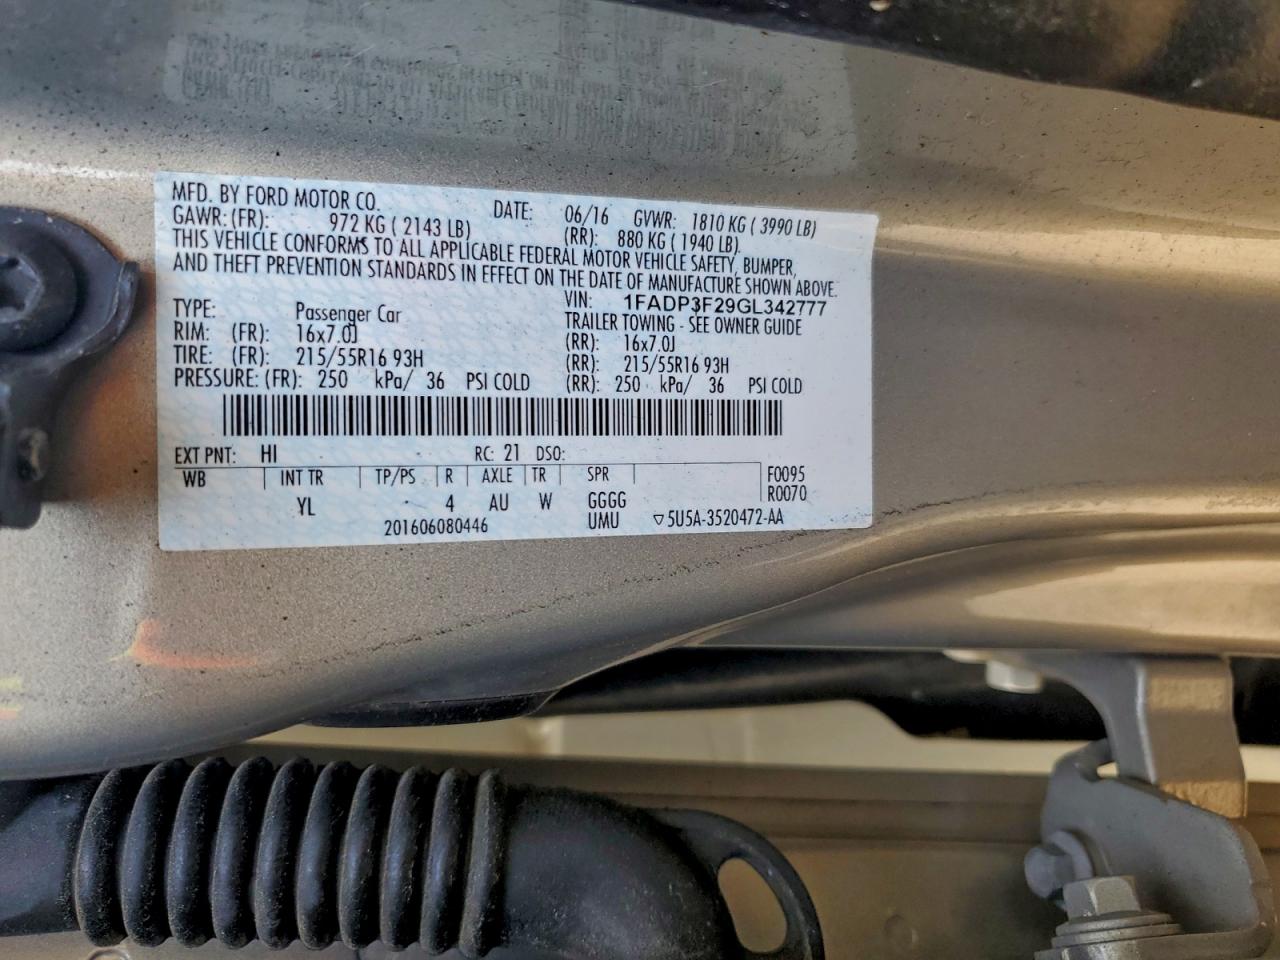 MFD. BY FORD MOTOR CO. DATE: 06/16 GVWR: 1810 KG ( 3990 LB)
GAWR: (FR): 972 KG ( 2143 LB) (RR): 880 KG ( 1940 LB)
THIS VEHICLE CONFORMS TO ALL APPLICABLE FEDERAL MOTOR VEHICLE SAFETY, BUMPER,
AND THEFT PREVENTION STANDARDS IN EFFECT ON THE DATE OF MANUFACTURE SHOWN ABOVE.
VIN: 1FADP3F29GL342777
TYPE: Passenger Car TRAILER TOWING - SEE OWNER GUIDE
RIM: (FR): 16x7.0J (RR): 16x7.0J
TIRE: (FR): 215/55R16 93H (RR): 215/55R16 93H
PRESSURE: (FR): 250 kPa/ 36 PSI COLD (RR): 250 kPa/ 36 PSI COLD
EXT PNT: HI RC: 21 DSO:
WB INT TR TP/PS R AXLE TR SPR F0095
YL 4 AU W GGGG R0070
201606080446 UMU ▽5U5A-3520472-AA